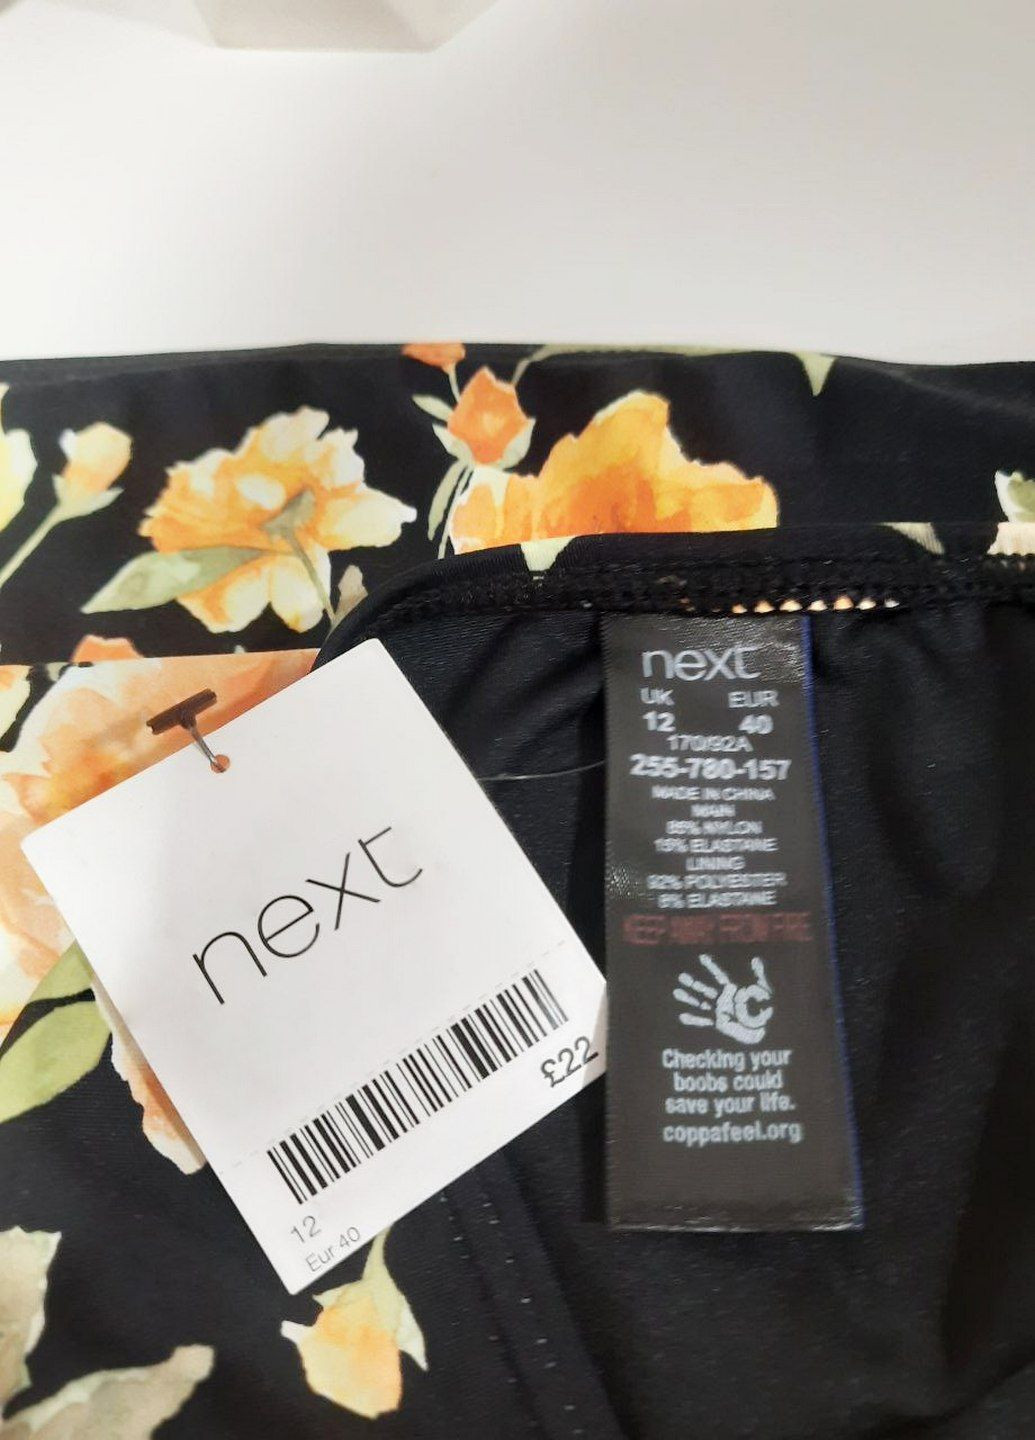 next
£22
12
Eur 40
next
UK EUR
12 40
170/92A
255-780-157
MADE IN CHINA
MAIN
85% NYLON
15% ELASTANE
LINING
92% POLYESTER
8% ELASTANE
KEEP AWAY FROM FIRE
Checking your
boobs could
save your life.
coppafeel.org